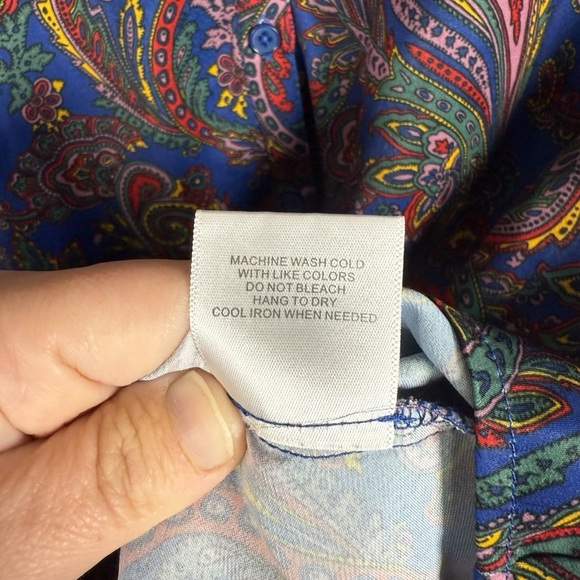 MACHINE WASH COLD
WITH LIKE COLORS
DO NOT BLEACH
HANG TO DRY
COOL IRON WHEN NEEDED